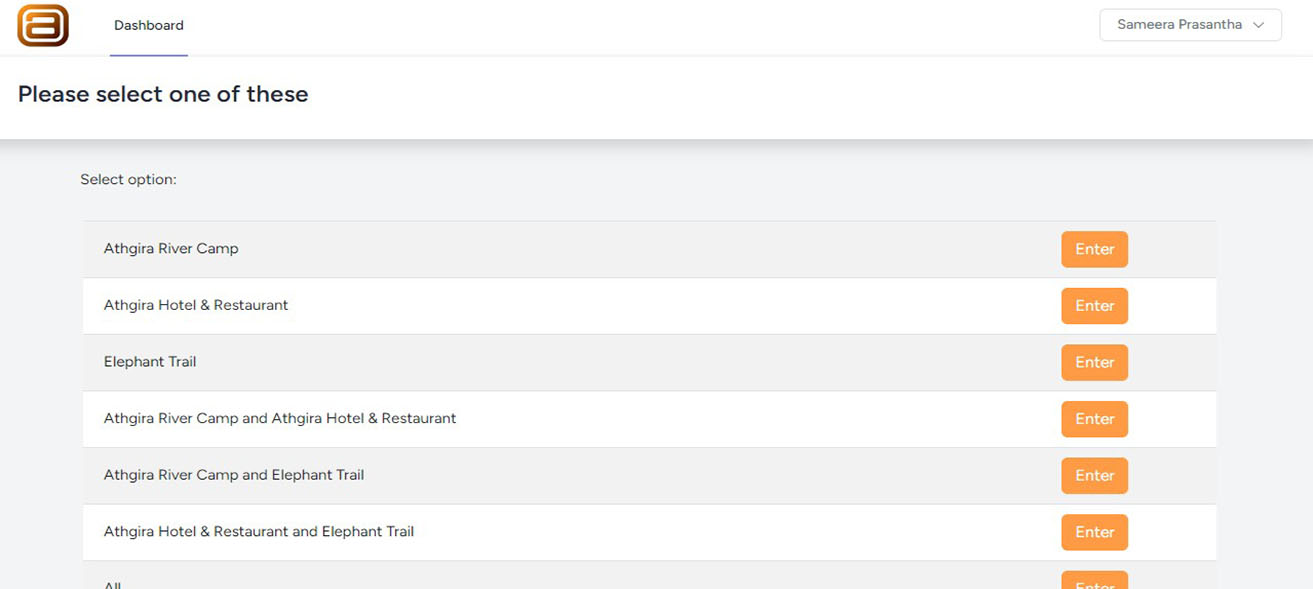 Dashboard
Sameera Prasantha
Please select one of these
Select option:
Athgira River Camp Enter
Athgira Hotel & Restaurant Enter
Elephant Trail Enter
Athgira River Camp and Athgira Hotel & Restaurant Enter
Athgira River Camp and Elephant Trail Enter
Athgira Hotel & Restaurant and Elephant Trail Enter
All Enter